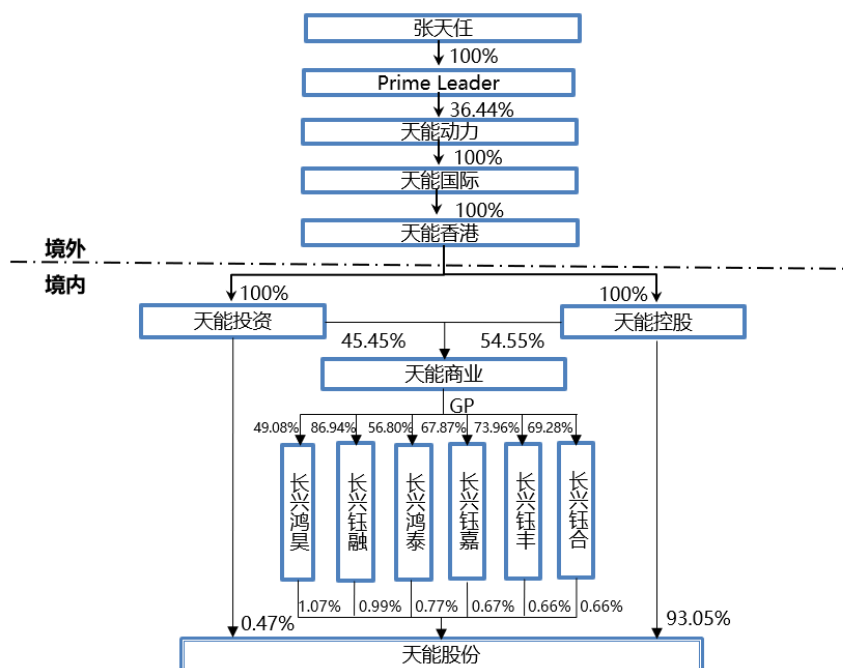 张天任
100%
Prime Leader
36.44%
天能动力
100%
天能国际
100%
天能香港
境外
境内
100%
100%
天能投资
天能控股
45.45%
54.55%
天能商业
GP
49.08%
86.94%
56.80%
67.87%
73.96%
69.28%
长兴鸿昊
长兴钰融
长兴鸿泰
长兴钰嘉
长兴钰丰
长兴钰合
1.07%
0.99%
0.77%
0.67%
0.66%
0.66%
0.47%
93.05%
天能股份